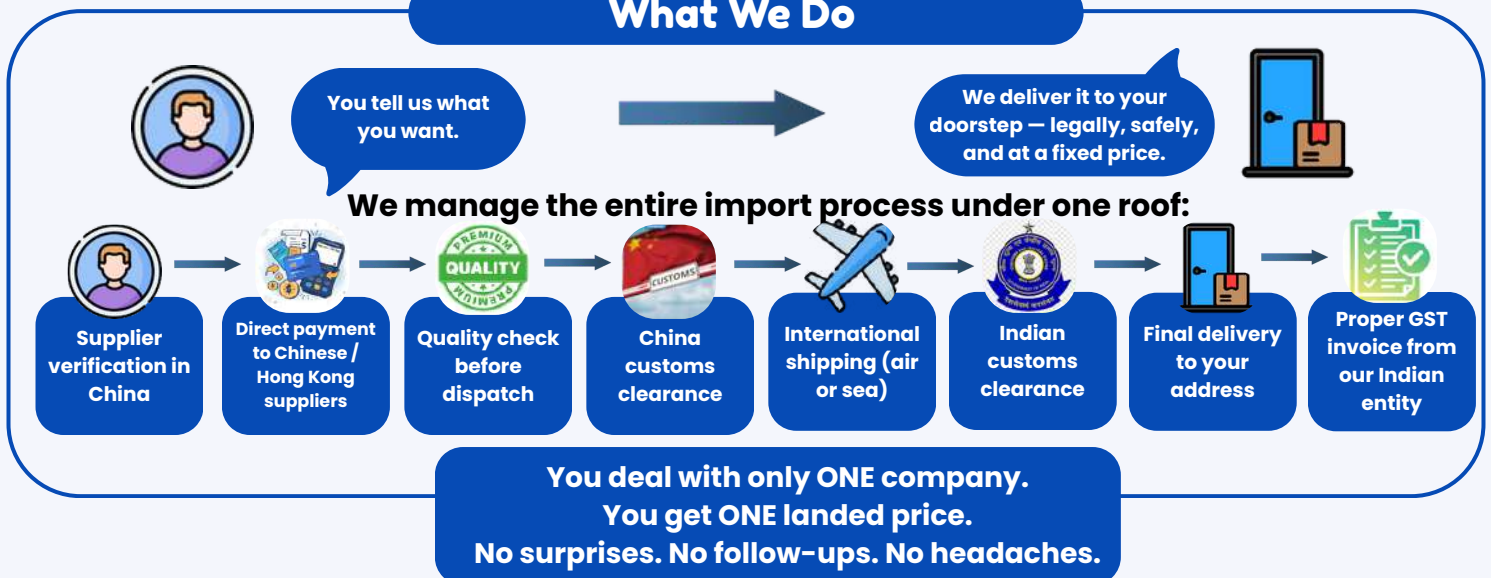 What We Do
You tell us what
you want.
We deliver it to your
doorstep — legally, safely,
and at a fixed price.
We manage the entire import process under one roof:
PREMIUM
QUALITY
PREMIUM
CUSTOMS
Supplier
verification in
China
Direct payment
to Chinese /
Hong Kong
suppliers
Quality check
before
dispatch
China
customs
clearance
International
shipping (air
or sea)
Indian
customs
clearance
Final delivery
to your
address
Proper GST
invoice from
our Indian
entity
You deal with only ONE company.
You get ONE landed price.
No surprises. No follow-ups. No headaches.